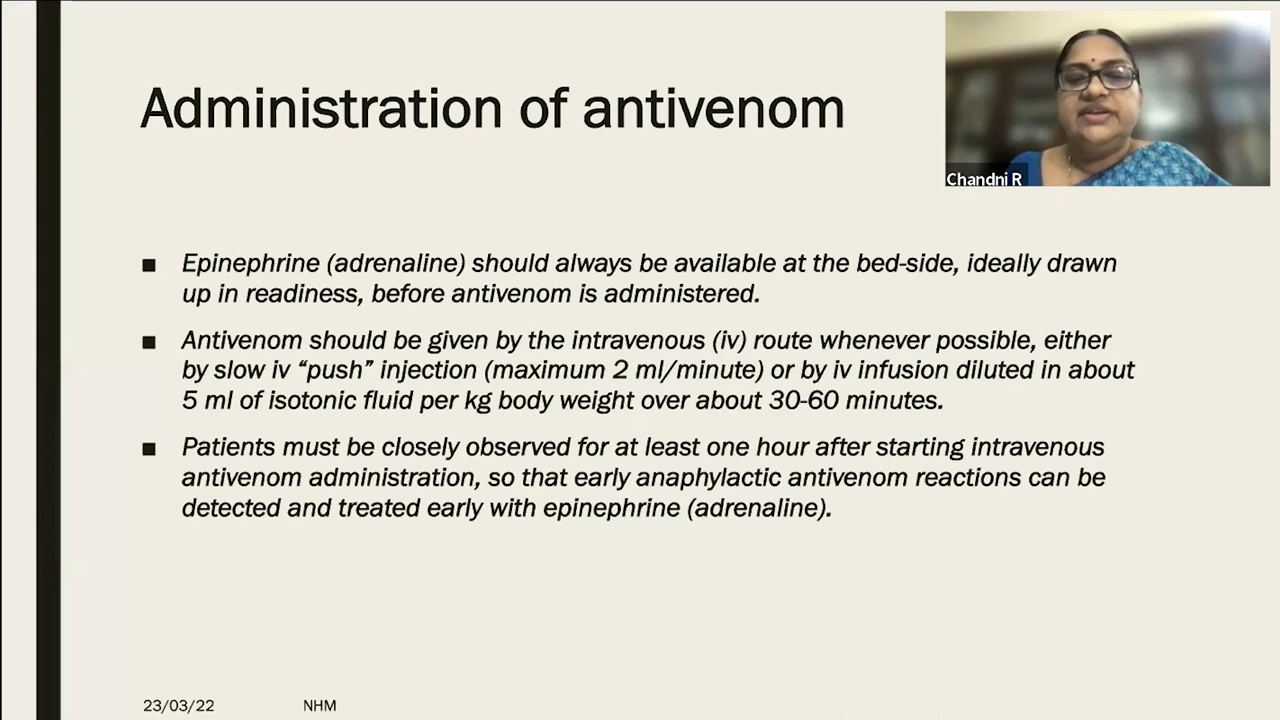 Administration of antivenom
Chandni R
■ Epinephrine (adrenaline) should always be available at the bed-side, ideally drawn
up in readiness, before antivenom is administered.
■ Antivenom should be given by the intravenous (iv) route whenever possible, either
by slow iv “push” injection (maximum 2 ml/minute) or by iv infusion diluted in about
5 ml of isotonic fluid per kg body weight over about 30-60 minutes.
■ Patients must be closely observed for at least one hour after starting intravenous
antivenom administration, so that early anaphylactic antivenom reactions can be
detected and treated early with epinephrine (adrenaline).
23/03/22 NHM